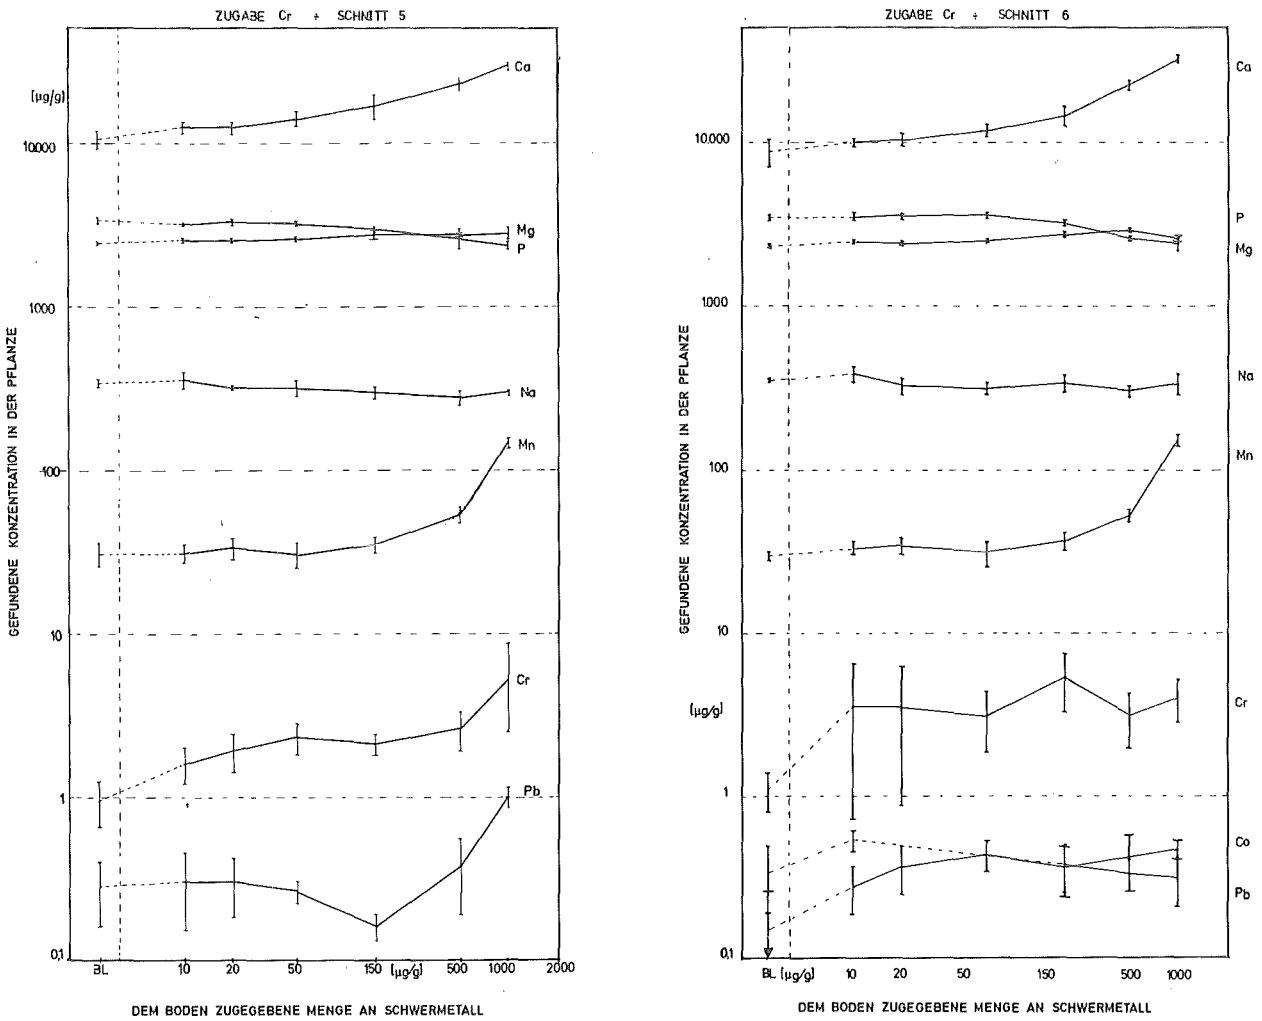 ZUGABE Cr + SCHNITT 5
[µg/g]
10000
1000
100
10
1
0,1
GEFUNDENE KONZENTRATION IN DER PFLANZE
Ca
Mg
P
Na
Mn
Cr
Pb
BL 10 20 50 150 [µg/g] 500 1000 2000
DEM BODEN ZUGEGEBENE MENGE AN SCHWERMETALL
ZUGABE Cr + SCHNITT 6
10.000
1.000
100
10
[µg/g]
1
0,1
GEFUNDENE KONZENTRATION IN DER PFLANZE
Ca
P
Mg
Na
Mn
Cr
Co
Pb
BL [µg/g] 10 20 50 150 500 1000
DEM BODEN ZUGEGEBENE MENGE AN SCHWERMETALL